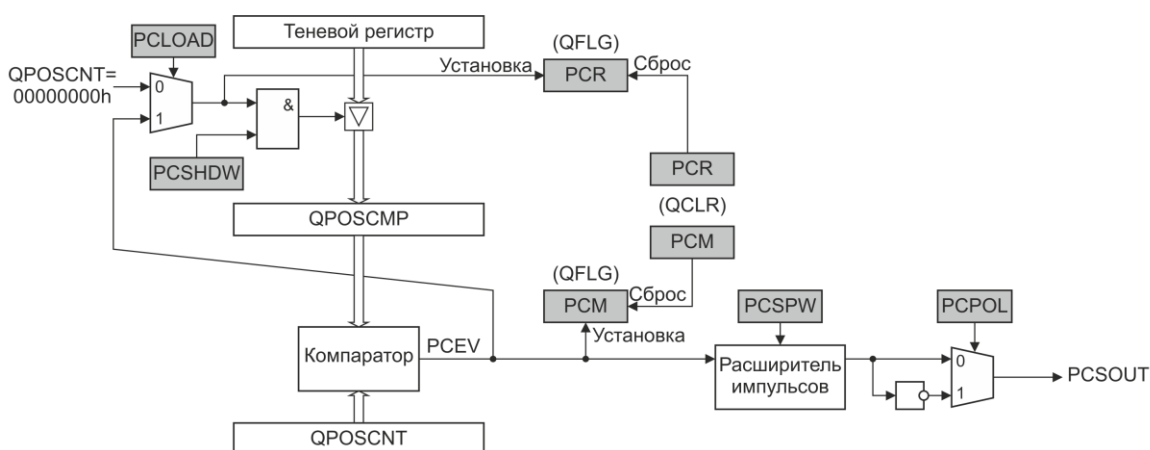 Теневой регистр
PCLOAD
(QFLG)
PCR
Установка
Сброс
QPOSCNT=
00000000h
0
1
&
PCSHDW
PCR
(QCLR)
PCM
QPOSCMP
(QFLG)
PCM
Сброс
Установка
PCSPW
PCPOL
Компаратор
PCEV
Расширитель
импульсов
0
1
PCSOUT
QPOSCNT